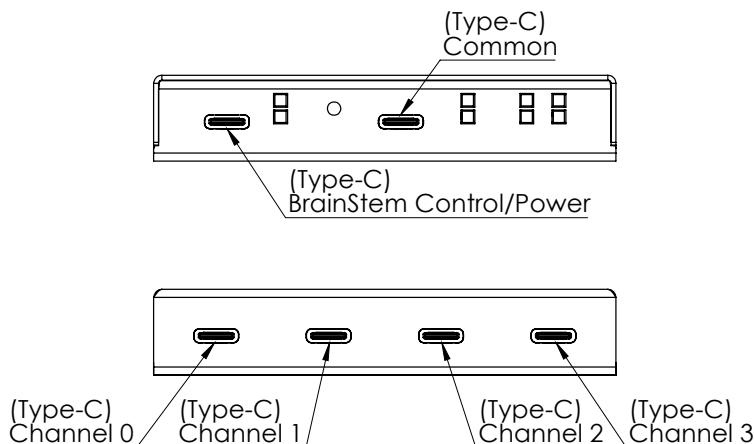 (Type-C)
Common
(Type-C)
BrainStem Control/Power
(Type-C)
Channel 0
(Type-C)
Channel 1
(Type-C)
Channel 2
(Type-C)
Channel 3